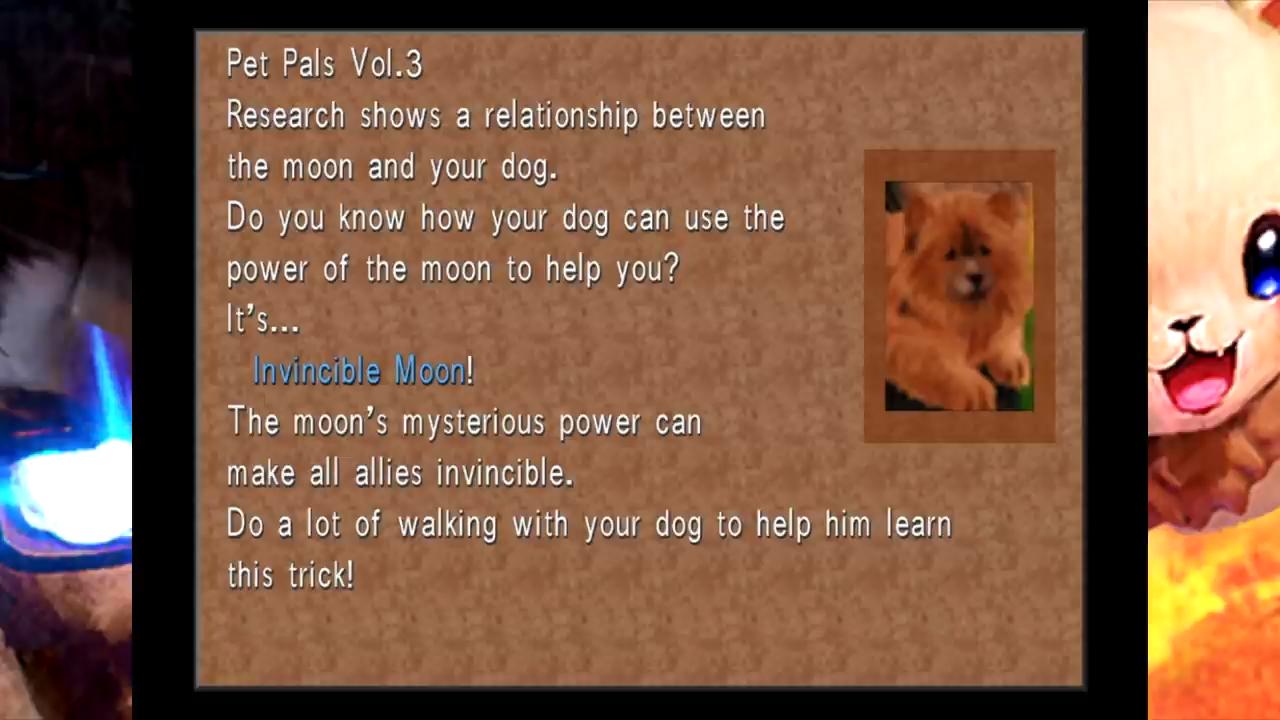 Pet Pals Vol.3
Research shows a relationship between
the moon and your dog.
Do you know how your dog can use the
power of the moon to help you?
It's...
Invincible Moon!
The moon's mysterious power can
make all allies invincible.
Do a lot of walking with your dog to help him learn
this trick!